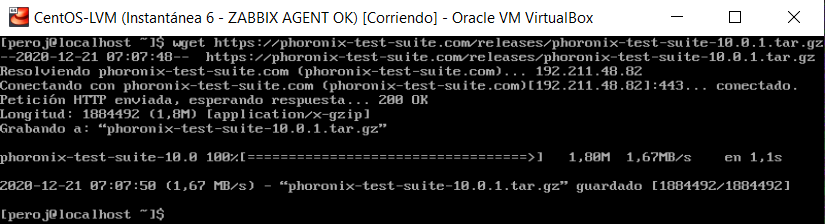 CentOS-LVM (Instantánea 6 - ZABBIX AGENT OK) [Corriendo] - Oracle VM VirtualBox
[peroj@localhost ~]$ wget https://phoronix-test-suite.com/releases/phoronix-test-suite-10.0.1.tar.gz
--2020-12-21 07:07:48--  https://phoronix-test-suite.com/releases/phoronix-test-suite-10.0.1.tar.gz
Resolviendo phoronix-test-suite.com (phoronix-test-suite.com)... 192.211.48.82
Conectando con phoronix-test-suite.com (phoronix-test-suite.com)[192.211.48.82]:443... conectado.
Petición HTTP enviada, esperando respuesta... 200 OK
Longitud: 1884492 (1,8M) [application/x-gzip]
Grabando a: “phoronix-test-suite-10.0.1.tar.gz”
phoronix-test-suite-10.0 100%[==================================>]   1,80M  1,67MB/s    en 1,1s
2020-12-21 07:07:50 (1,67 MB/s) - “phoronix-test-suite-10.0.1.tar.gz” guardado [1884492/1884492]
[peroj@localhost ~]$